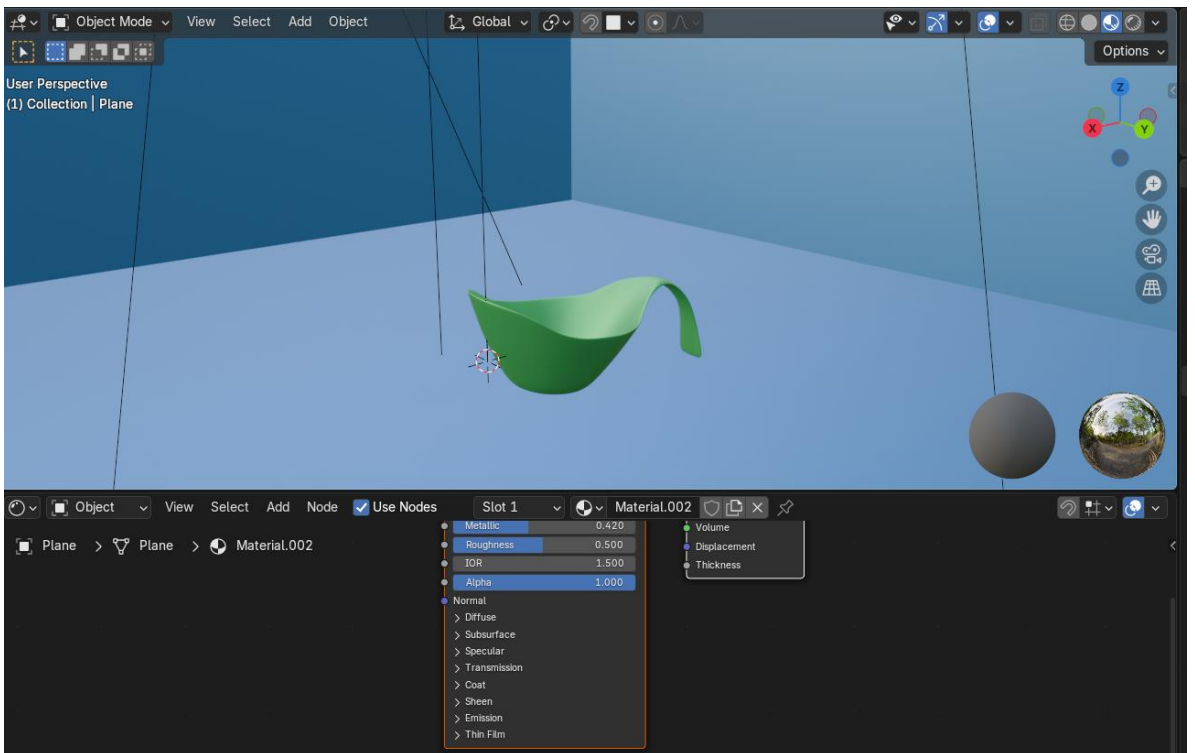 Object Mode View Select Add Object Global
Options
User Perspective
(1) Collection | Plane
Z
X Y
Object View Select Add Node Use Nodes Slot 1 Material.002
Plane > Plane > Material.002
Metallic 0.420
Roughness 0.500
IOR 1.500
Alpha 1.000
Normal
Diffuse
Subsurface
Specular
Transmission
Coat
Sheen
Emission
Thin Film
Volume
Displacement
Thickness